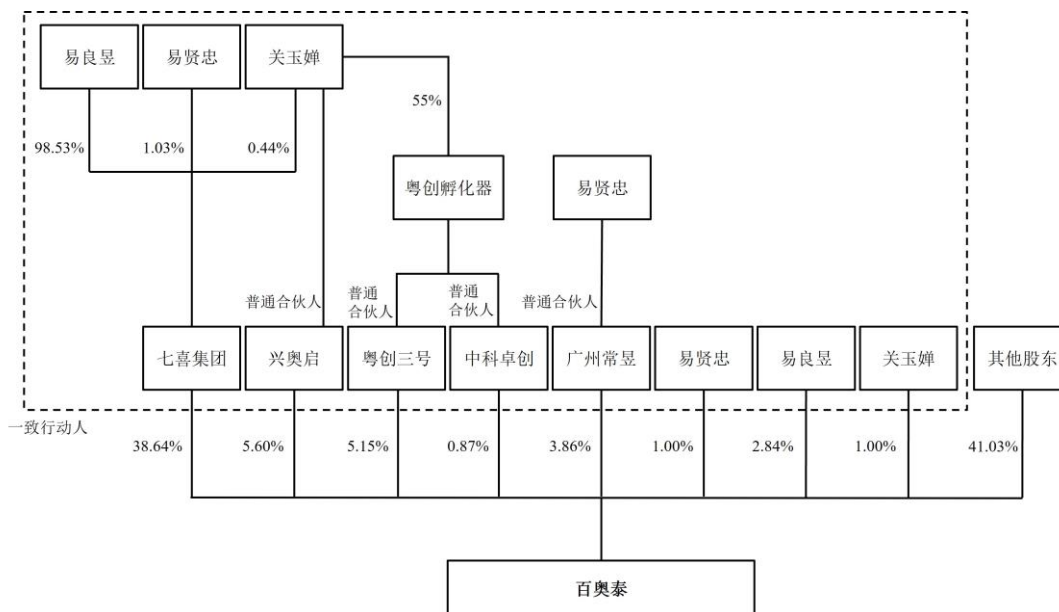 易良昱
易贤忠
关玉婵
55%
98.53%
1.03%
0.44%
粤创孵化器
易贤忠
普通合伙人
普通
合伙人
普通
合伙人
普通合伙人
七喜集团
兴奥启
粤创三号
中科卓创
广州常昱
易贤忠
易良昱
关玉婵
其他股东
一致行动人
38.64%
5.60%
5.15%
0.87%
3.86%
1.00%
2.84%
1.00%
41.03%
百奥泰